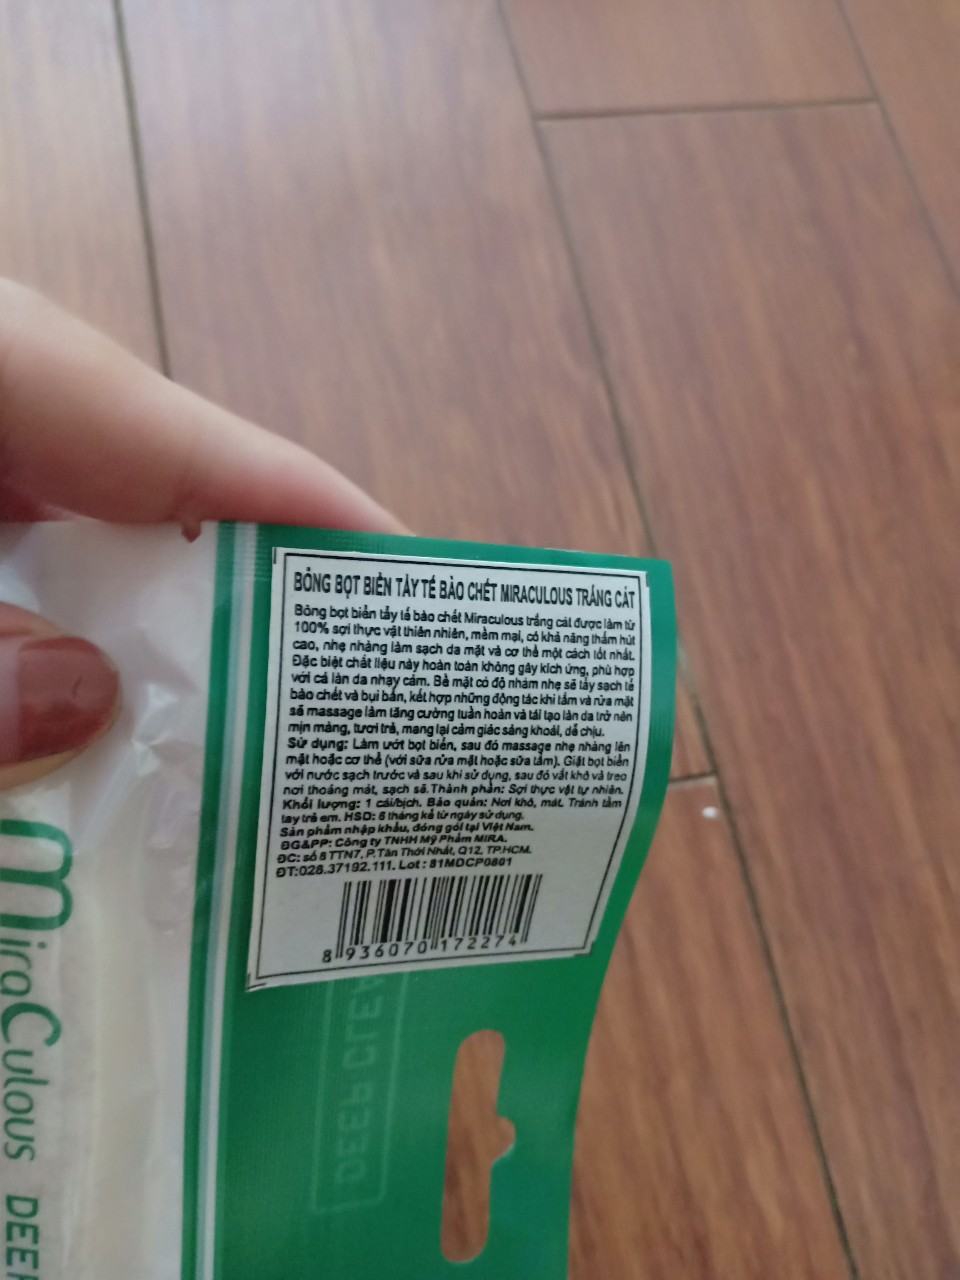 BÔNG BỌT BIỂN TẨY TẾ BÀO CHẾT MIRACULOUS TRẮNG CÁT
Bông bọt biển tẩy tế bào chết Miraculous trắng cát được làm từ
100% sợi thực vật thiên nhiên, mềm mại, có khả năng thấm hút
cao, nhẹ nhàng làm sạch da mặt và cơ thể một cách tốt nhất.
Đặc biệt chất liệu này hoàn toàn không gây kích ứng, phù hợp
với cả làn da nhạy cảm. Bề mặt có độ nhám nhẹ sẽ tẩy sạch tế
bào chết và bụi bẩn, kết hợp những động tác khi tắm và rửa mặt
sẽ massage làm tăng cường tuần hoàn và tái tạo làn da trở nên
mịn màng, tươi trẻ, mang lại cảm giác sảng khoái, dễ chịu.
Sử dụng: Làm ướt bọt biển, sau đó massage nhẹ nhàng lên
mặt hoặc cơ thể (với sữa rửa mặt hoặc sữa tắm). Giặt bọt biển
với nước sạch trước và sau khi sử dụng, sau đó vắt khô và treo
nơi thoáng mát, sạch sẽ. Thành phần: Sợi thực vật tự nhiên.
Khối lượng: 1 cái/bịch. Bảo quản: Nơi khô, mát. Tránh tầm
tay trẻ em. HSD: 6 tháng kể từ ngày sử dụng.
Sản phẩm nhập khẩu, đóng gói tại Việt Nam.
ĐG&PP: Công ty TNHH Mỹ Phẩm MIRA.
ĐC: số 8 TTN7, P.Tân Thới Nhất, Q12, TP.HCM.
ĐT:028.37192.111. Lot : 81MDCP0801
8 936070 172274
MiraCulous DEEP
DEEP CLEA